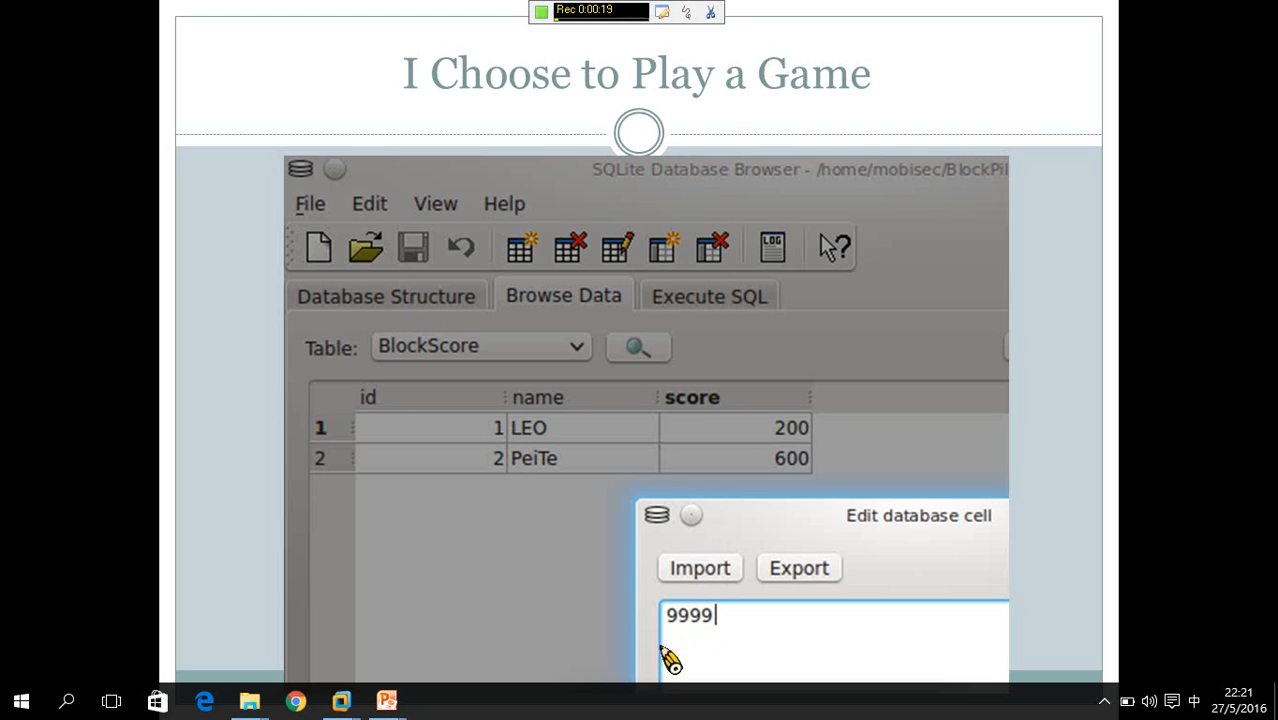 Rec 0:00:19
I Choose to Play a Game
SQLite Database Browser - /home/mobisec/BlockPil
File Edit View Help
LOG
Database Structure Browse Data Execute SQL
Table: BlockScore
id name score
1 1 LEO 200
2 2 PeiTe 600
Edit database cell
Import Export
9999
中
22:21
27/5/2016